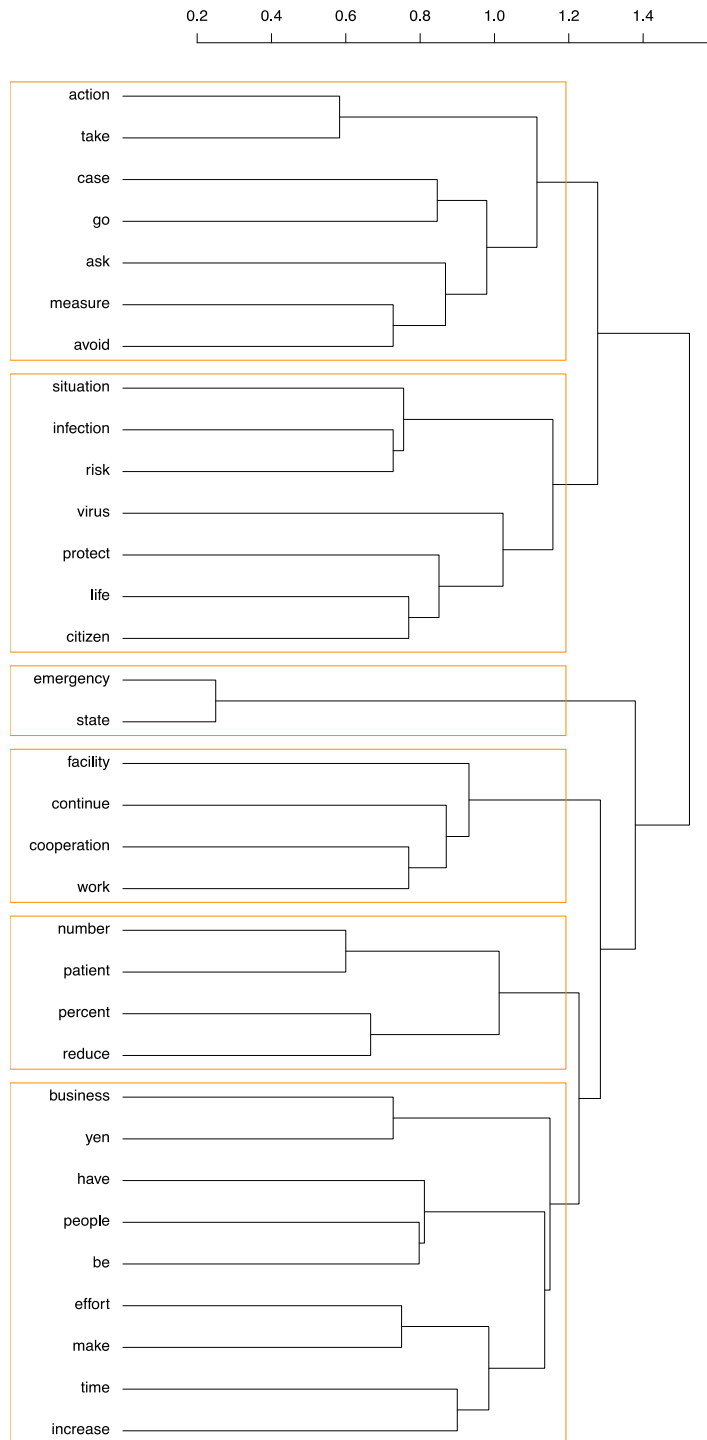 0.2 0.4 0.6 0.8 1.0 1.2 1.4
action
take
case
go
ask
measure
avoid
situation
infection
risk
virus
protect
life
citizen
emergency
state
facility
continue
cooperation
work
number
patient
percent
reduce
business
yen
have
people
be
effort
make
time
increase